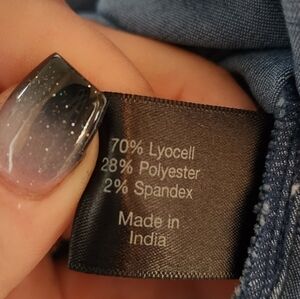 70% Lyocell
28% Polyester
2% Spandex
Made in
India